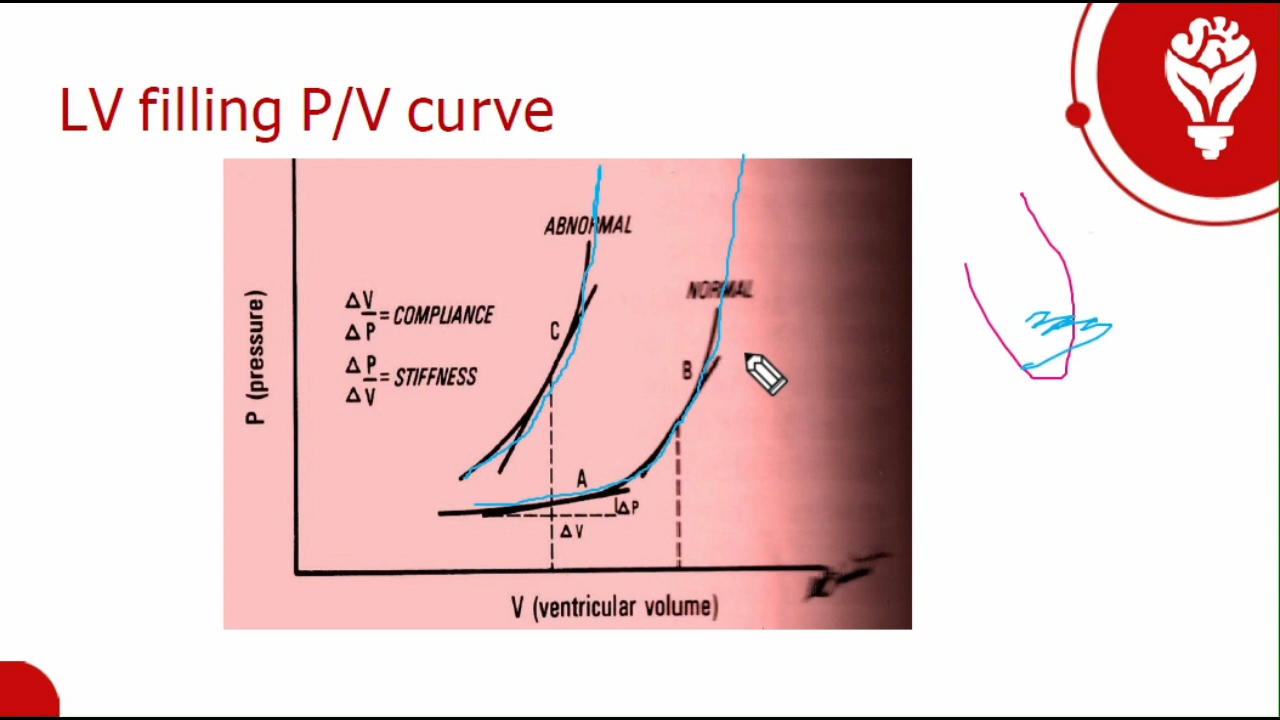 LV filling P/V curve
ABNORMAL
NORMAL
ΔV
ΔP = COMPLIANCE
ΔP
ΔV = STIFFNESS
C
B
A
ΔP
ΔV
P (pressure)
V (ventricular volume)